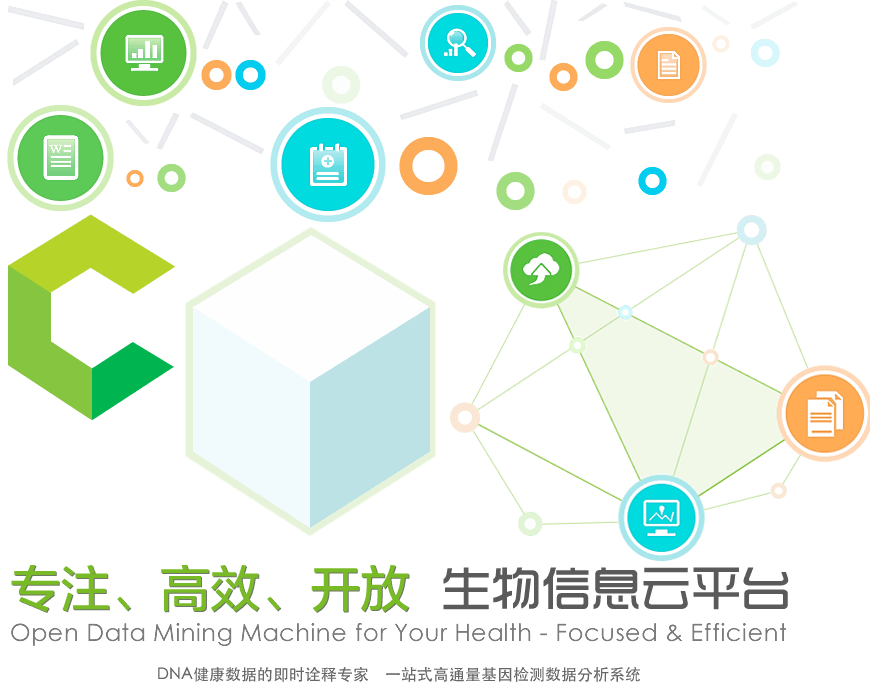 W
专注、高效、开放 生物信息云平台
Open Data Mining Machine for Your Health - Focused & Efficient
DNA健康数据的即时诠释专家 一站式高通量基因检测数据分析系统